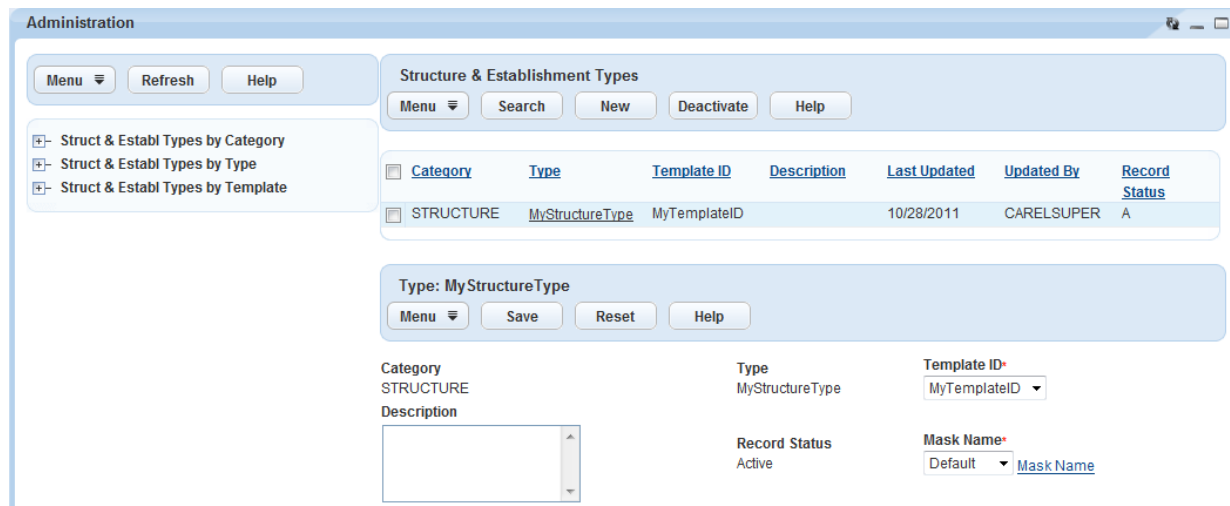 Administration
Menu Refresh Help
Struct & Establ Types by Category
Struct & Establ Types by Type
Struct & Establ Types by Template
Structure & Establishment Types
Menu Search New Deactivate Help
Category Type Template ID Description Last Updated Updated By Record Status
STRUCTURE MyStructureType MyTemplateID 10/28/2011 CARELSUPER A
Type: MyStructureType
Menu Save Reset Help
Category Type Template ID*
STRUCTURE MyStructureType MyTemplateID
Description
Record Status Mask Name*
Active Default Mask Name